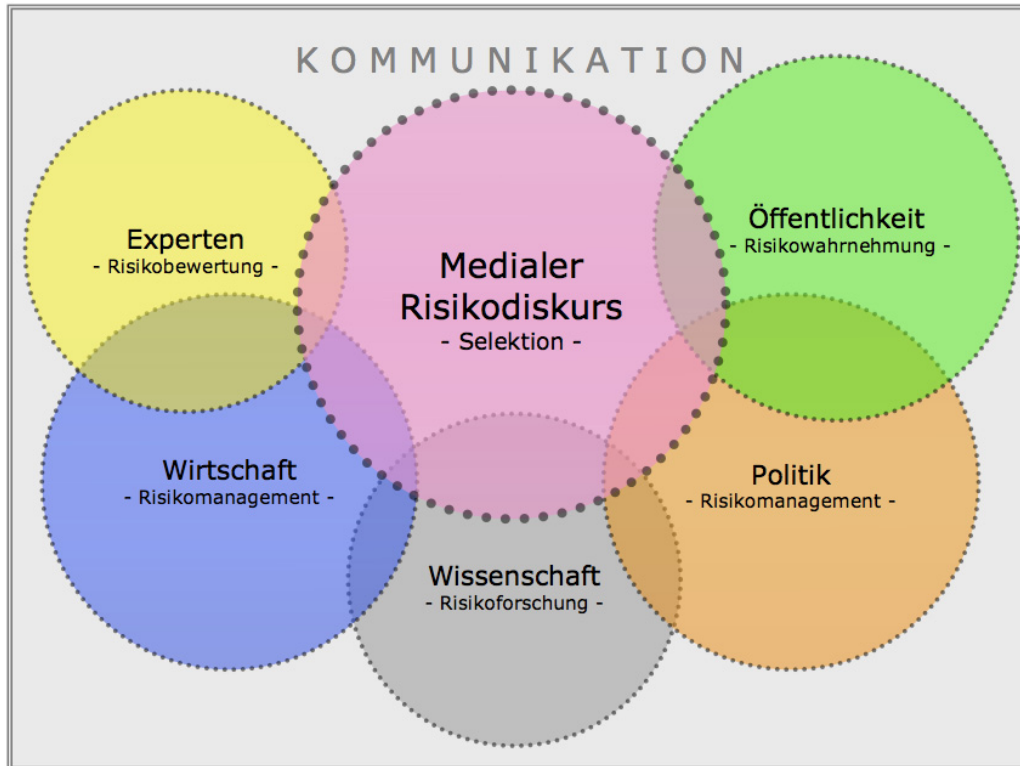 KOMMUNIKATION
Experten
- Risikobewertung -
Medialer
Risikodiskurs
- Selektion -
Öffentlichkeit
- Risikowahrnehmung -
Wirtschaft
- Risikomanagement -
Wissenschaft
- Risikoforschung -
Politik
- Risikomanagement -